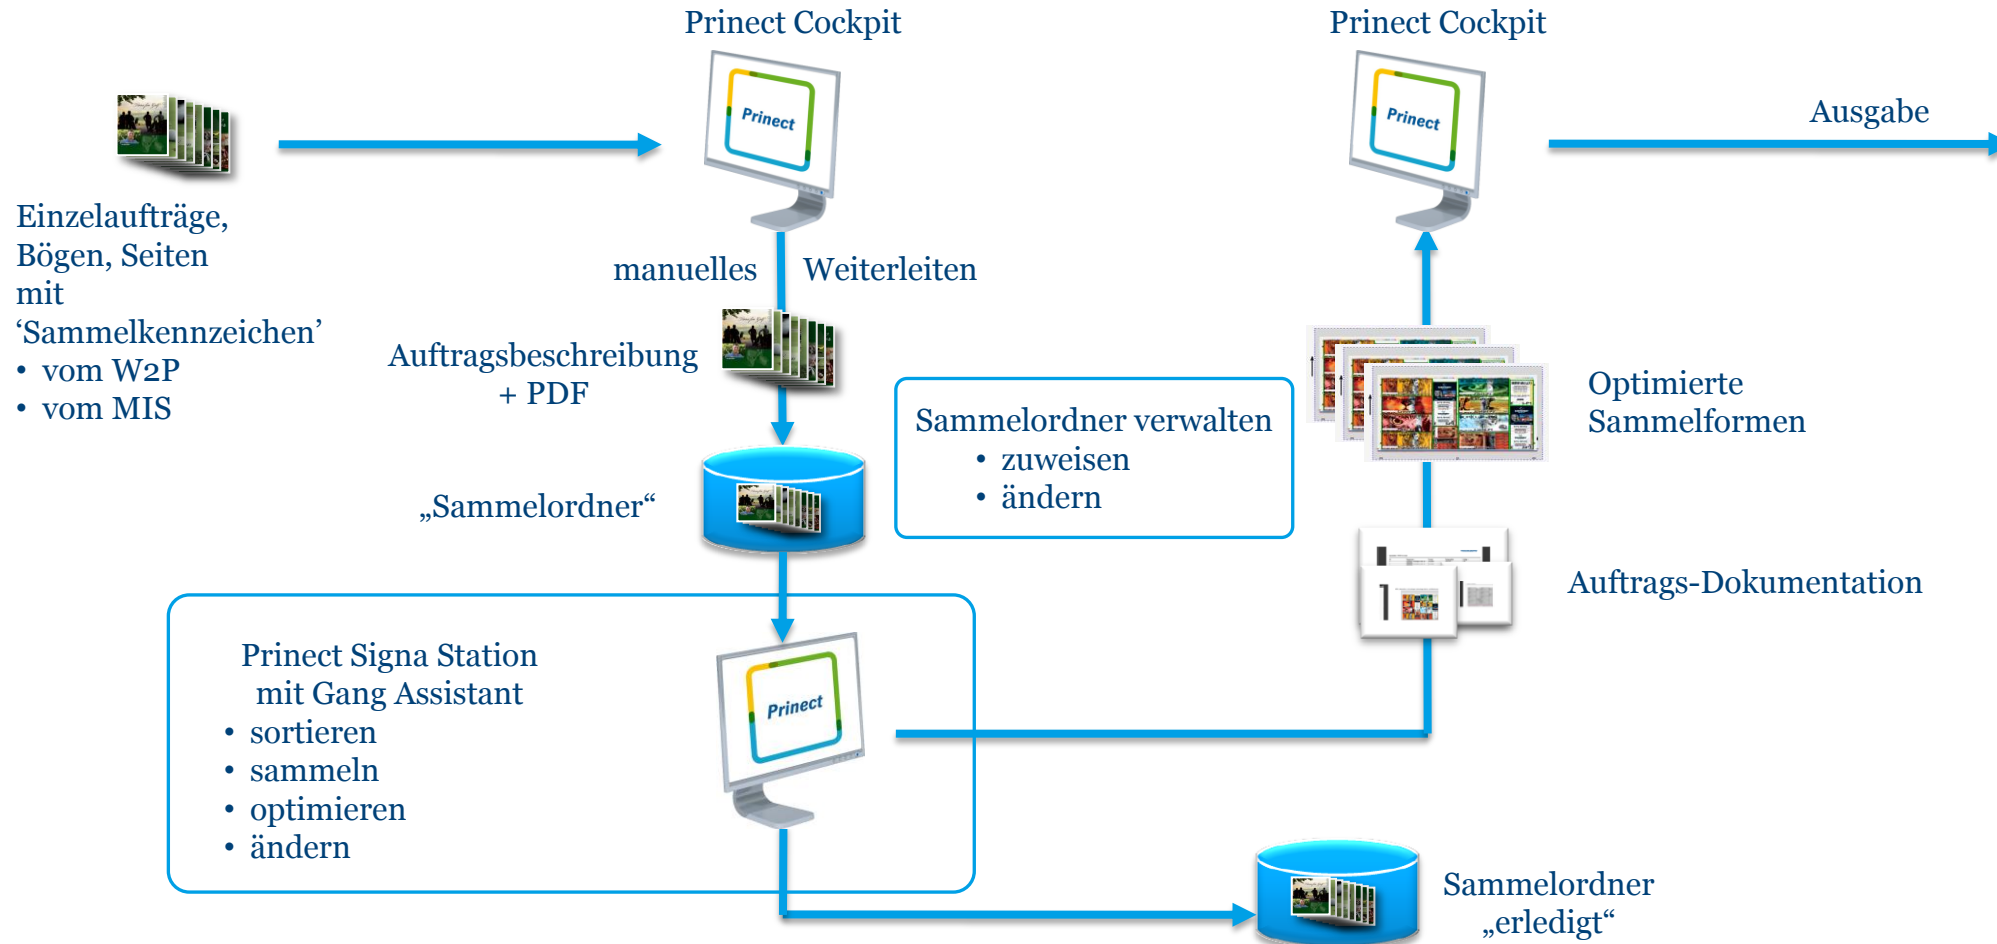 Prinect Cockpit
Prinect Cockpit
Prinect
Prinect
Ausgabe
Einzelaufträge,
Bögen, Seiten
mit
‘Sammelkennzeichen’
• vom W2P
• vom MIS
manuelles Weiterleiten
Auftragsbeschreibung
+ PDF
„Sammelordner“
Sammelordner verwalten
• zuweisen
• ändern
Optimierte
Sammelformen
Auftrags-Dokumentation
Prinect Signa Station
mit Gang Assistant
• sortieren
• sammeln
• optimieren
• ändern
Prinect
Sammelordner
„erledigt“